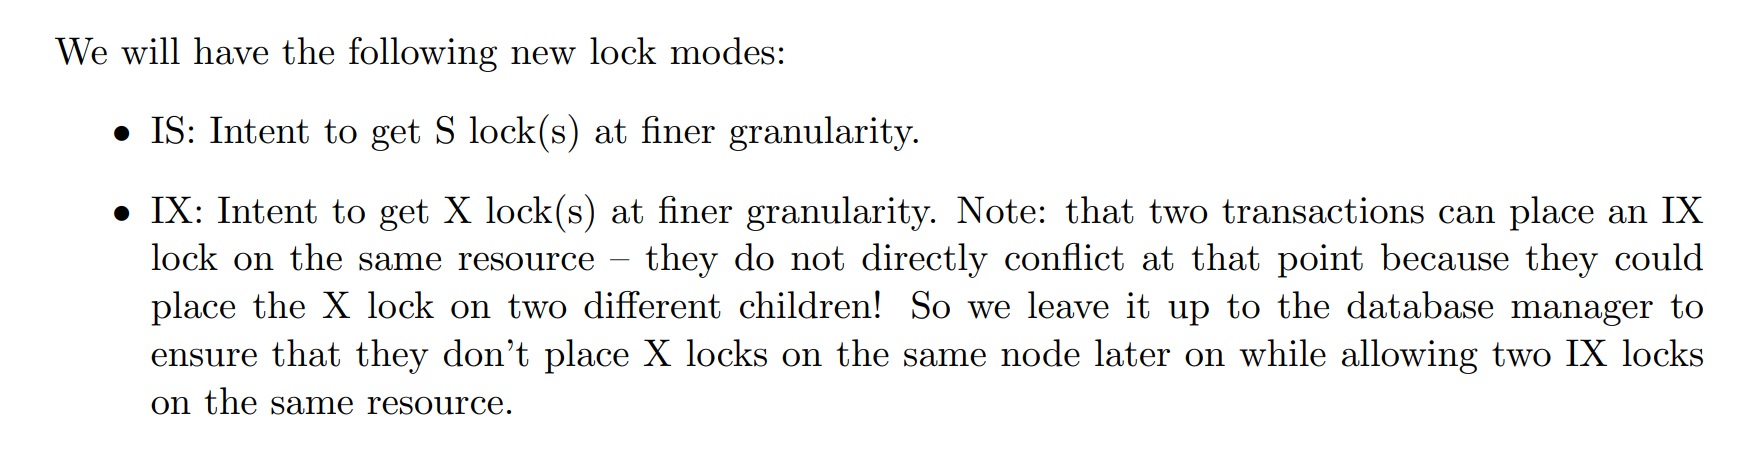 We will have the following new lock modes:
• IS: Intent to get S lock(s) at finer granularity.
• IX: Intent to get X lock(s) at finer granularity. Note: that two transactions can place an IX
lock on the same resource – they do not directly conflict at that point because they could
place the X lock on two different children! So we leave it up to the database manager to
ensure that they don’t place X locks on the same node later on while allowing two IX locks
on the same resource.